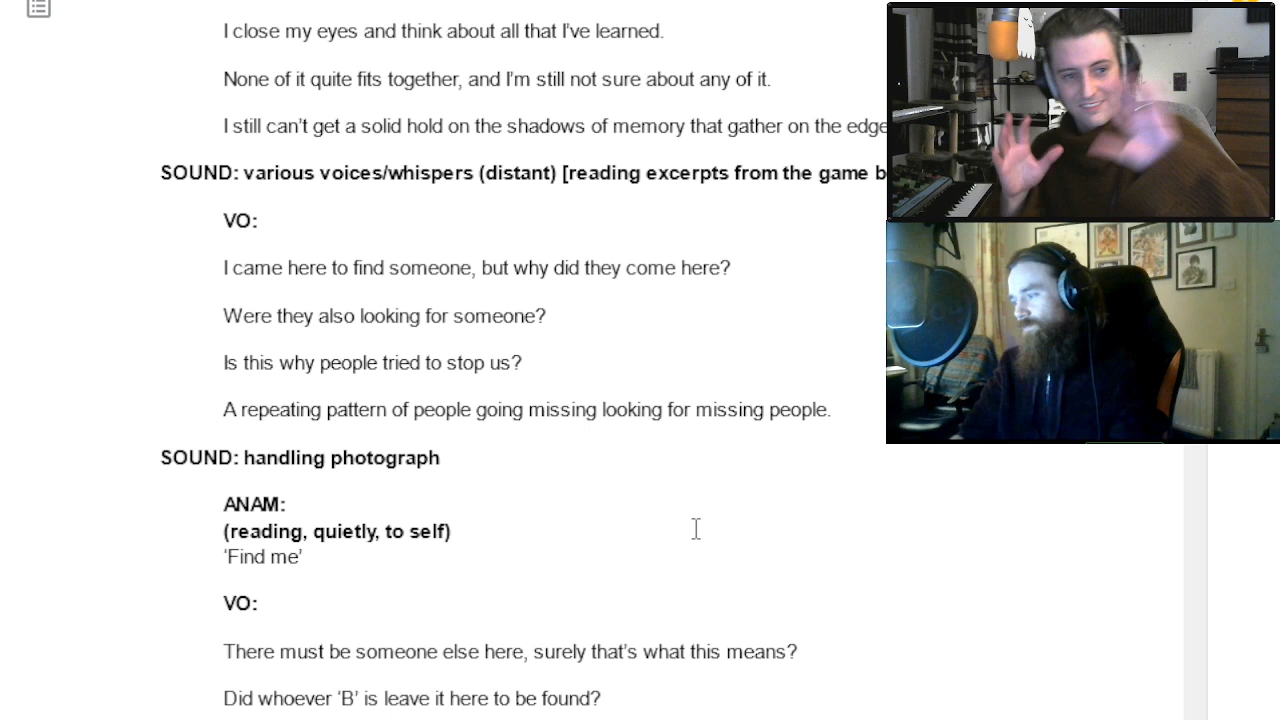 I close my eyes and think about all that I've learned.
None of it quite fits together, and I'm still not sure about any of it.
I still can't get a solid hold on the shadows of memory that gather on the edge
SOUND: various voices/whispers (distant) [reading excerpts from the game b
VO:
I came here to find someone, but why did they come here?
Were they also looking for someone?
Is this why people tried to stop us?
A repeating pattern of people going missing looking for missing people.
SOUND: handling photograph
ANAM:
(reading, quietly, to self)
'Find me'
VO:
There must be someone else here, surely that's what this means?
Did whoever 'B' is leave it here to be found?